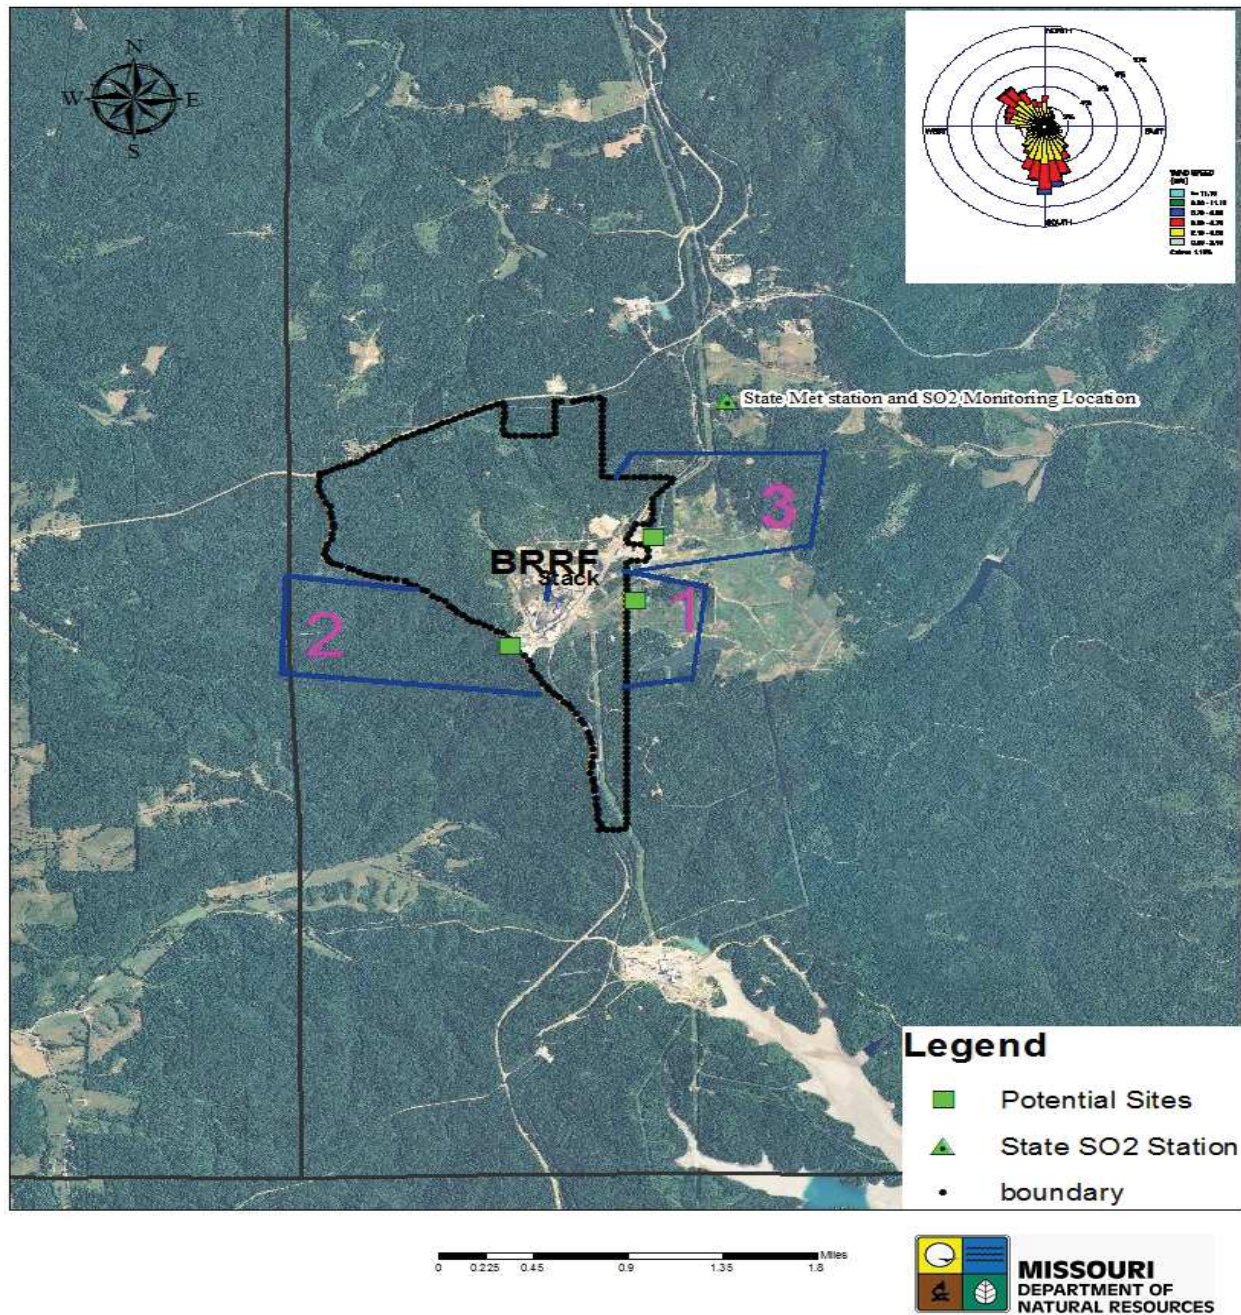 N
W
E
S
NORTH
WEST
EAST
SOUTH
WIND SPEED
(m/s)
State Met station and SO2 Monitoring Location
3
BRRF
Stack
1
2
Legend
Potential Sites
State SO2 Station
boundary
Miles
0 0.225 0.45 0.9 1.35 1.8
MISSOURI
DEPARTMENT OF
NATURAL RESOURCES